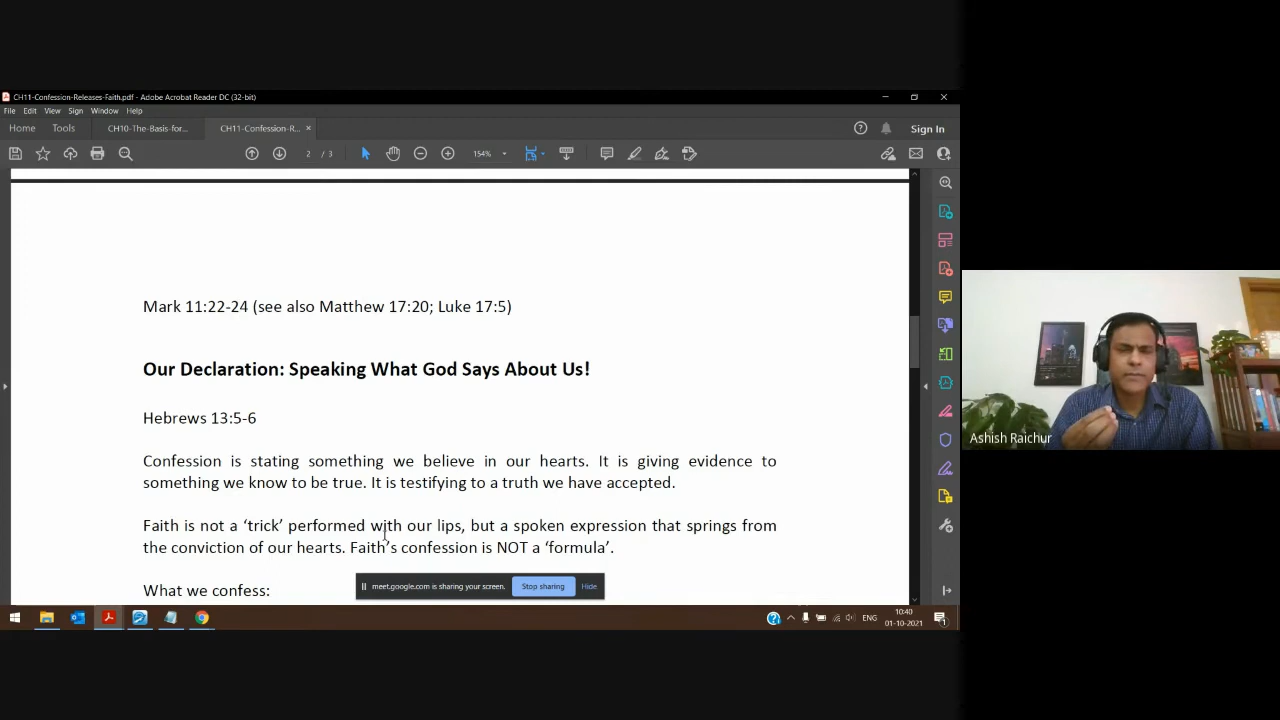 CH11-Confession-Releases-Faith.pdf - Adobe Acrobat Reader DC (32-bit)
File Edit View Sign Window Help
Home Tools CH10-The-Basis-for... CH11-Confession-R... × Sign In
2 / 3 154%
Mark 11:22-24 (see also Matthew 17:20; Luke 17:5)
Our Declaration: Speaking What God Says About Us!
Hebrews 13:5-6
Confession is stating something we believe in our hearts. It is giving evidence to
something we know to be true. It is testifying to a truth we have accepted.
Faith is not a ‘trick’ performed with our lips, but a spoken expression that springs from
the conviction of our hearts. Faith’s confession is NOT a ‘formula’.
What we confess:
meet.google.com is sharing your screen. Stop sharing Hide
Ashish Raichur
ENG 10:40
01-10-2021